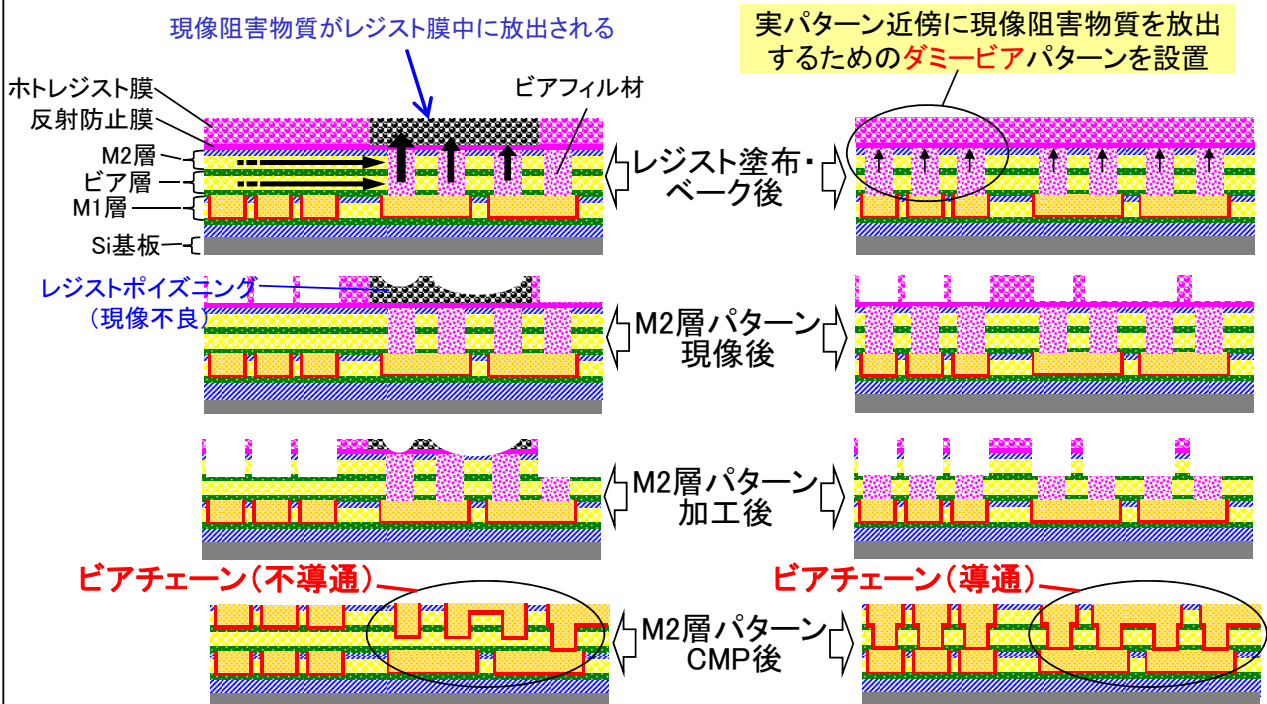 現像阻害物質がレジスト膜中に放出される
実パターン近傍に現像阻害物質を放出
するためのダミービアパターンを設置
ホトレジスト膜
反射防止膜
M2層
ビア層
M1層
Si基板
ビアフィル材
レジスト塗布・
ベーク後
レジストポイズニング
(現像不良)
M2層パターン
現像後
M2層パターン
加工後
ビアチェーン(不導通)
ビアチェーン(導通)
M2層パターン
CMP後